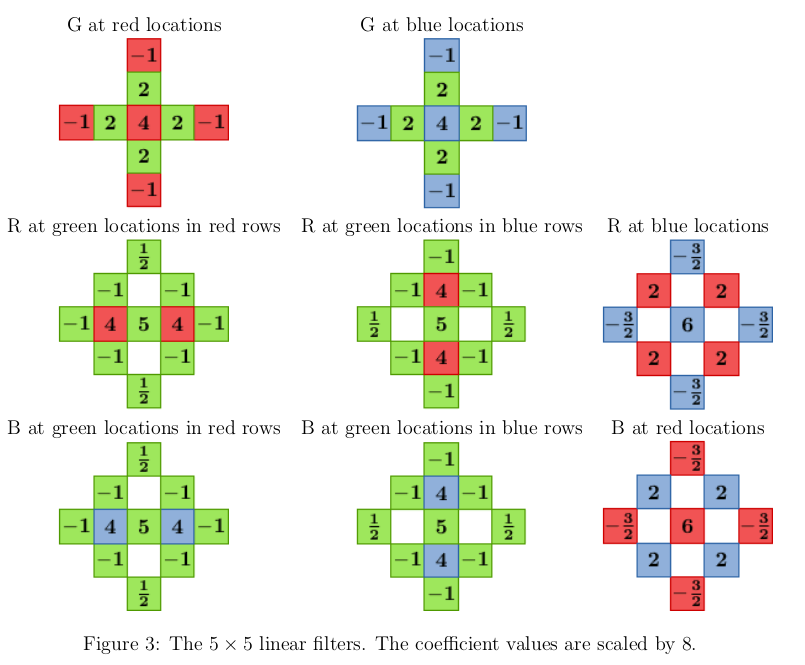 G at red locations
G at blue locations
−1
−1
2
2
−1 2 4 2 −1
−1 2 4 2 −1
2
2
−1
−1
R at green locations in red rows
R at green locations in blue rows
R at blue locations
1/2
−1
−3/2
−1 −1
−1 4 −1
2 2
−1 4 5 4 −1
1/2 5 1/2
−3/2 6 −3/2
−1 −1
−1 4 −1
2 2
1/2
−1
−3/2
B at green locations in red rows
B at green locations in blue rows
B at red locations
1/2
−1
−3/2
−1 −1
−1 4 −1
2 2
−1 4 5 4 −1
1/2 5 1/2
−3/2 6 −3/2
−1 −1
−1 4 −1
2 2
1/2
−1
−3/2
Figure 3: The 5 × 5 linear filters. The coefficient values are scaled by 8.